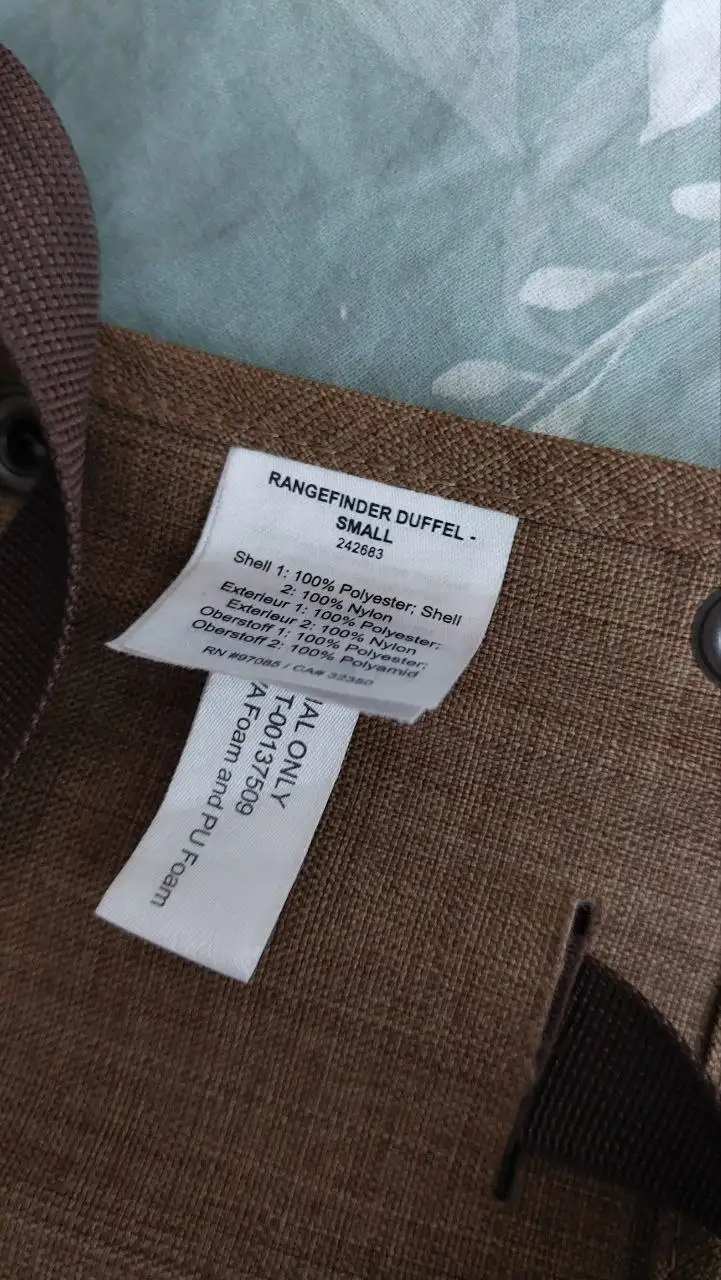 RANGEFINDER DUFFEL -
SMALL
242683
Shell 1: 100% Polyester; Shell
2: 100% Nylon
Exterieur 1: 100% Polyester;
Exterieur 2: 100% Nylon
Oberstoff 1: 100% Polyester;
Oberstoff 2: 100% Polyamid
RN #97085 / CA# 32350
IAL ONLY
T-00137509
A Foam and PU Foam